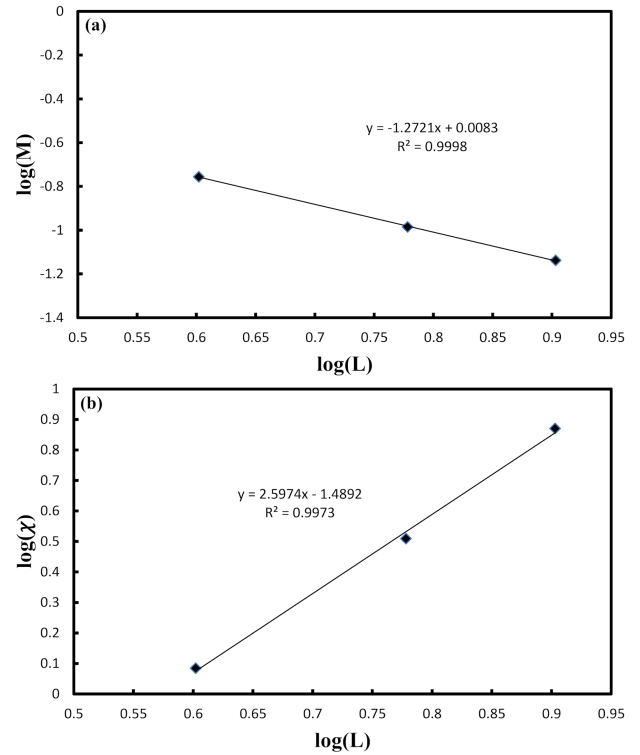 (a)
0
-0.2
-0.4
-0.6
-0.8
-1
-1.2
-1.4
log(M)
y = -1.2721x + 0.0083
R² = 0.9998
0.5 0.55 0.6 0.65 0.7 0.75 0.8 0.85 0.9 0.95
log(L)
(b)
1
0.9
0.8
0.7
0.6
0.5
0.4
0.3
0.2
0.1
0
log(χ)
y = 2.5974x - 1.4892
R² = 0.9973
0.5 0.55 0.6 0.65 0.7 0.75 0.8 0.85 0.9 0.95
log(L)